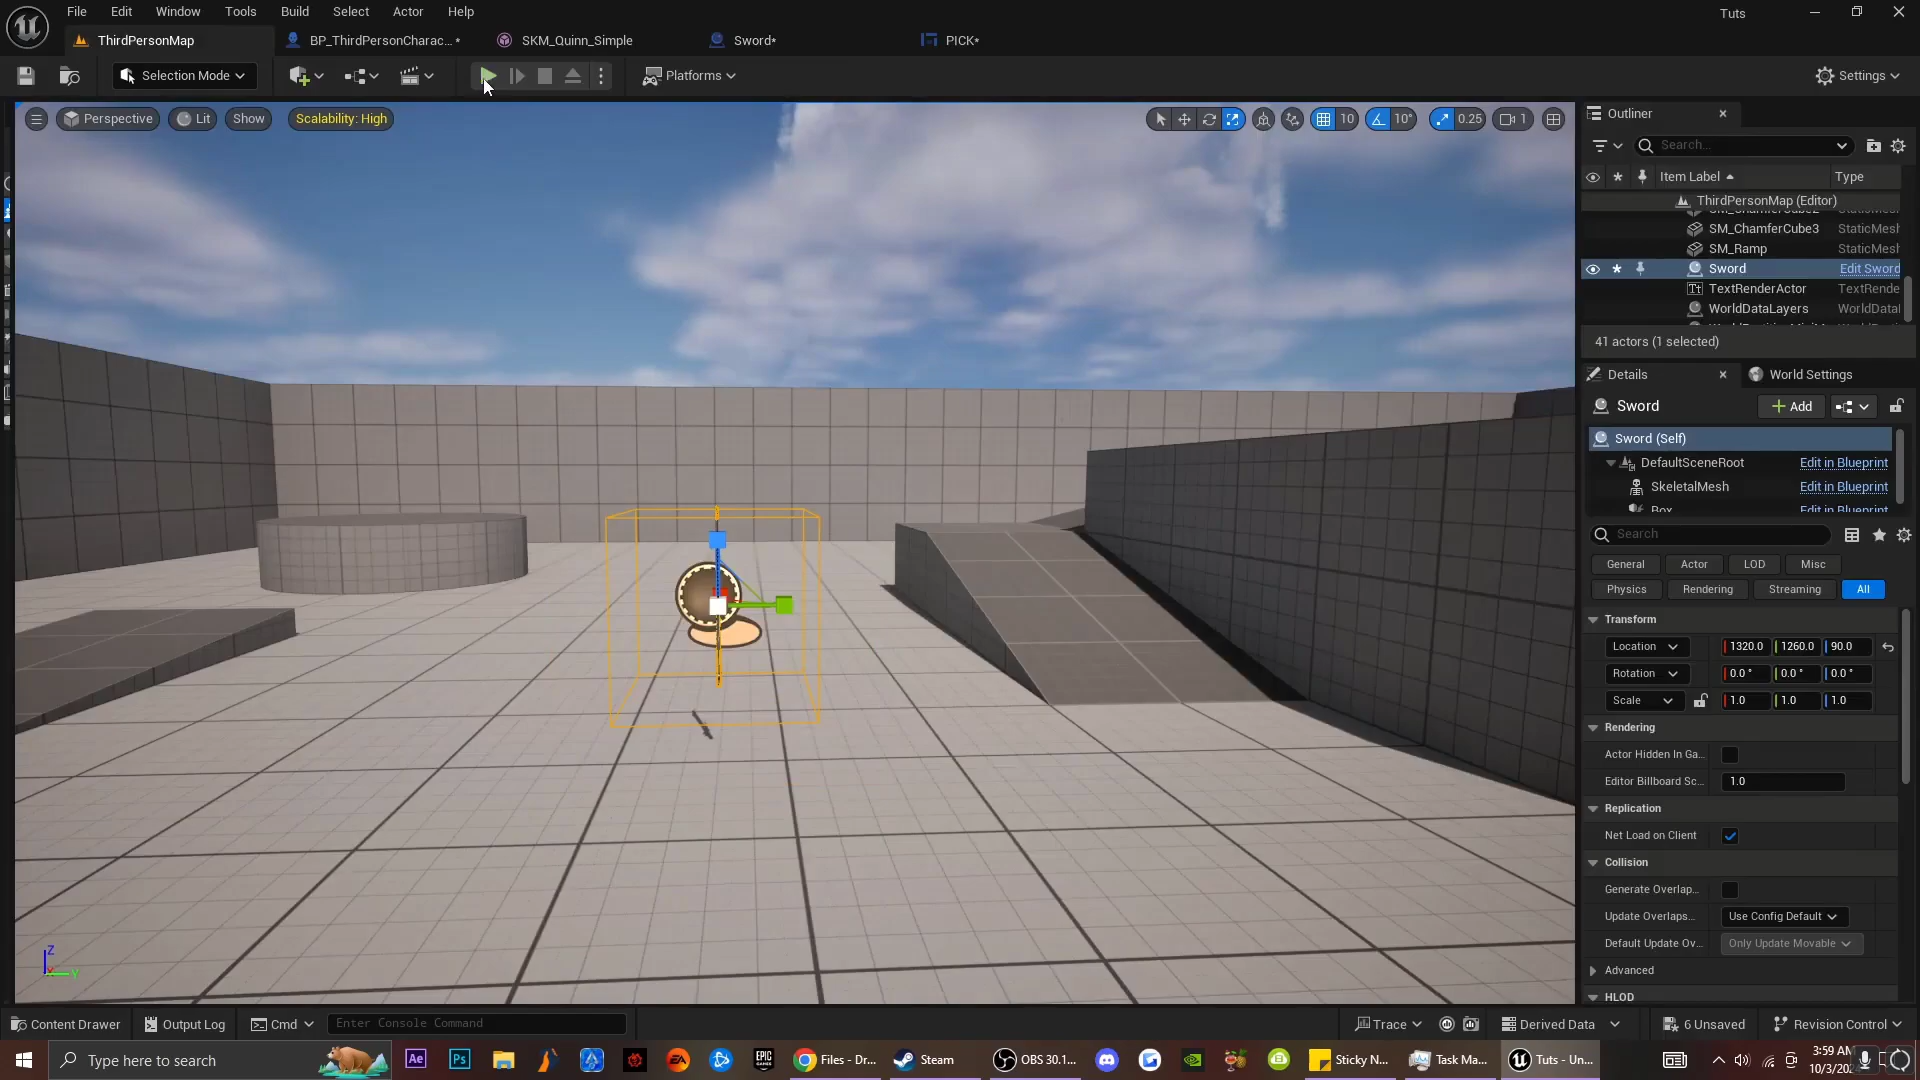 File Edit Window Tools Build Select Actor Help
Tuts
ThirdPersonMap
BP_ThirdPersonCharac... *
SKM_Quinn_Simple
Sword*
PICK*
Selection Mode
Platforms
Settings
Perspective
Lit
Show
Scalability: High
10
10°
0.25
1
Outliner
Search...
Item Label
Type
ThirdPersonMap (Editor)
SM_ChamferCube3 StaticMesh
SM_Ramp StaticMesh
Sword Edit Sword
TextRenderActor TextRende
WorldDataLayers WorldDataL
41 actors (1 selected)
Details
World Settings
Sword
Add
Sword (Self)
DefaultSceneRoot Edit in Blueprint
SkeletalMesh Edit in Blueprint
Box Edit in Blueprint
Search
General Actor LOD Misc
Physics Rendering Streaming All
Transform
Location 1320.0 1260.0 90.0
Rotation 0.0 ° 0.0 ° 0.0 °
Scale 1.0 1.0 1.0
Rendering
Actor Hidden In Ga...
Editor Billboard Sc... 1.0
Replication
Net Load on Client
Collision
Generate Overlap...
Update Overlaps... Use Config Default
Default Update Ov... Only Update Movable
Advanced
HLOD
Z
Y
Content Drawer
Output Log
Cmd
Enter Console Command
Trace
Derived Data
6 Unsaved
Revision Control
Type here to search
Ae
Ps
EA
EPIC GAMES
Files - Dr...
Steam
OBS 30.1...
Sticky N...
Task Ma...
Tuts - Un...
3:59 AM